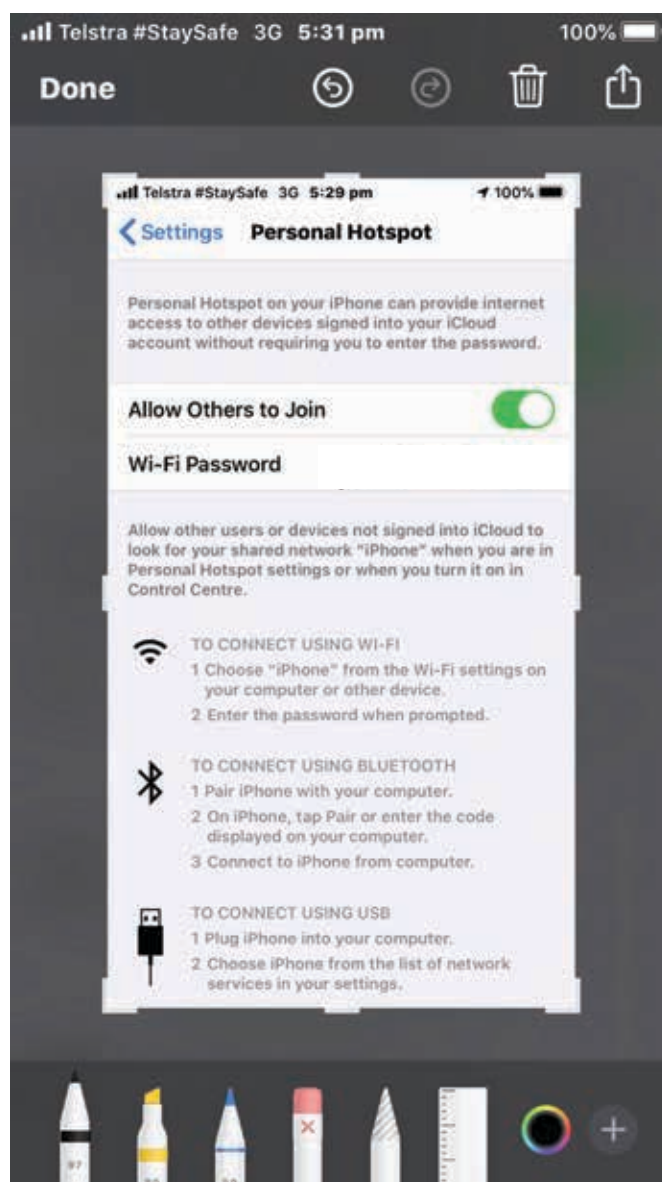 Telstra #StaySafe 3G 5:31 pm 100%
Done
Telstra #StaySafe 3G 5:29 pm 100%
Settings Personal Hotspot
Personal Hotspot on your iPhone can provide internet
access to other devices signed into your iCloud
account without requiring you to enter the password.
Allow Others to Join
Wi-Fi Password
Allow other users or devices not signed into iCloud to
look for your shared network "iPhone" when you are in
Personal Hotspot settings or when you turn it on in
Control Centre.
TO CONNECT USING WI-FI
1 Choose "iPhone" from the Wi-Fi settings on
your computer or other device.
2 Enter the password when prompted.
TO CONNECT USING BLUETOOTH
1 Pair iPhone with your computer.
2 On iPhone, tap Pair or enter the code
displayed on your computer.
3 Connect to iPhone from computer.
TO CONNECT USING USB
1 Plug iPhone into your computer.
2 Choose iPhone from the list of network
services in your settings.
97